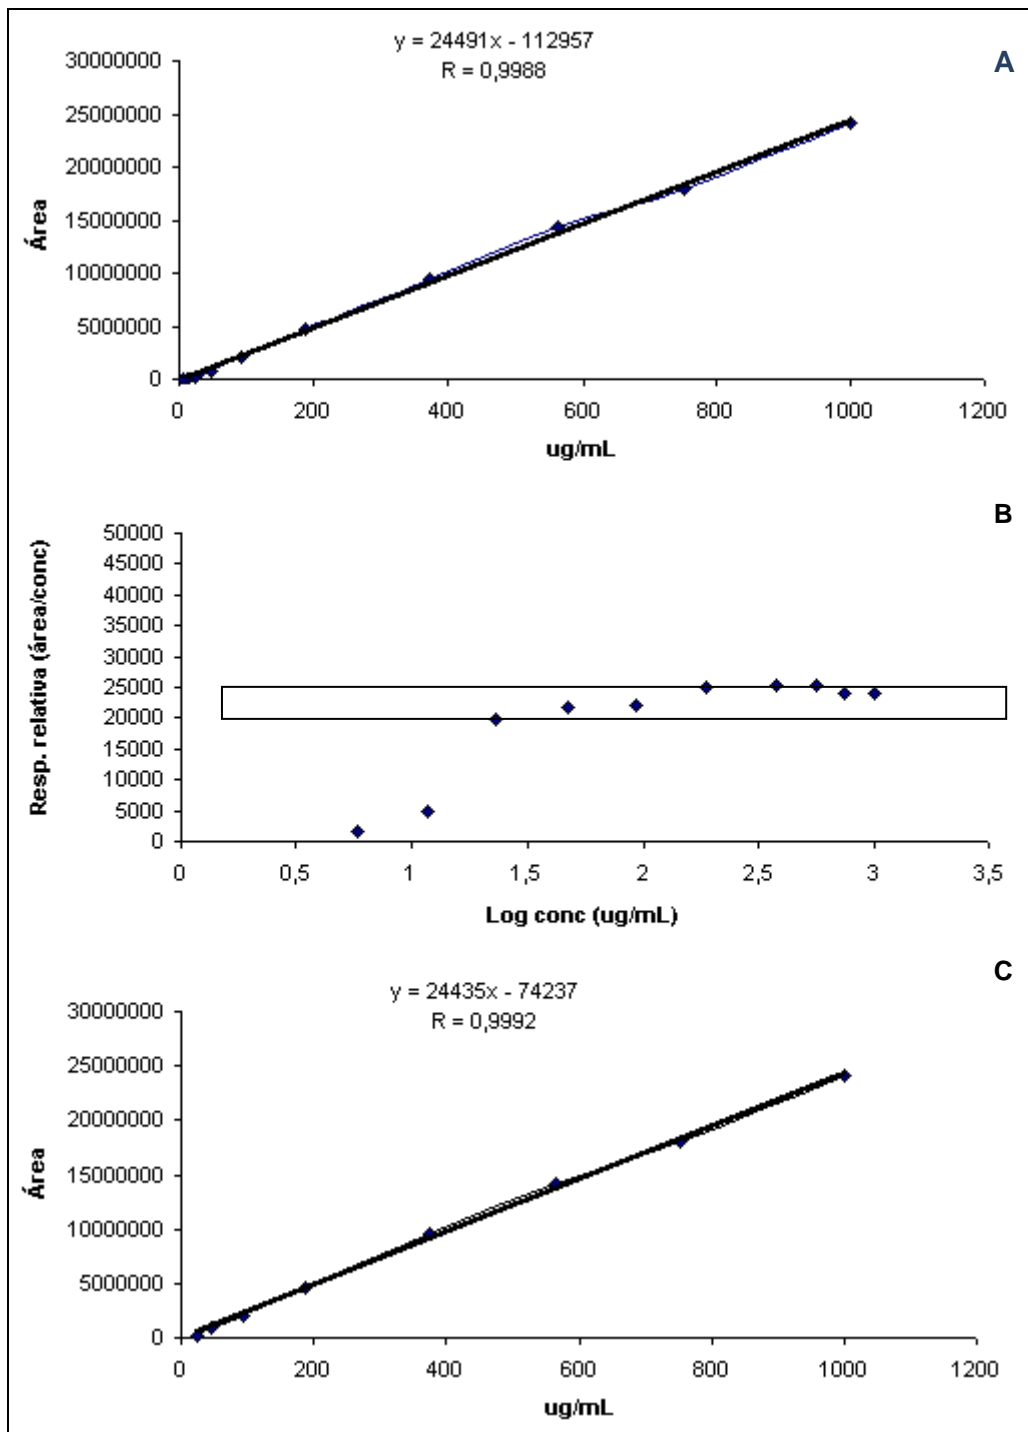 y = 24491x - 112957
R = 0,9988
A
30000000
25000000
20000000
15000000
10000000
5000000
0
Área
0 200 400 600 800 1000 1200
ug/mL
B
50000
45000
40000
35000
30000
25000
20000
15000
10000
5000
0
Resp. relativa (área/conc)
0 0,5 1 1,5 2 2,5 3 3,5
Log conc (ug/mL)
C
y = 24435x - 74237
R = 0,9992
30000000
25000000
20000000
15000000
10000000
5000000
0
Área
0 200 400 600 800 1000 1200
ug/mL